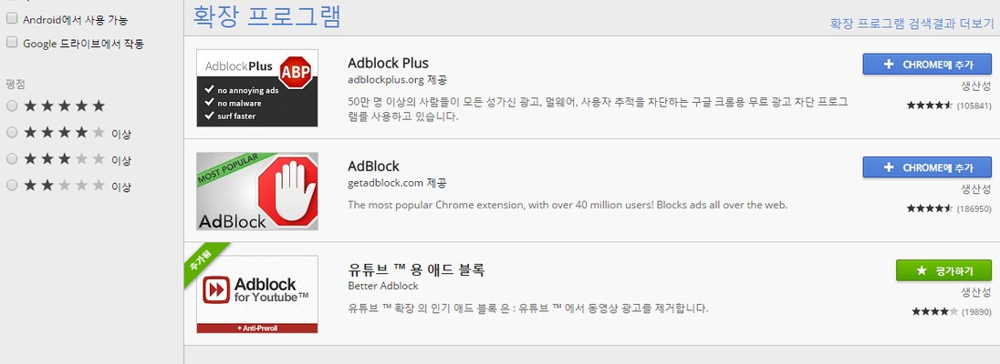 Android에서 사용 가능
Google 드라이브에서 작동
평점
이상
이상
이상
확장 프로그램
확장 프로그램 검색결과 더보기
AdblockPlus
ABP
no annoying ads
no malware
surf faster
Adblock Plus
adblockplus.org 제공
50만 명 이상의 사람들이 모든 성가신 광고, 멀웨어, 사용자 추적을 차단하는 구글 크롬용 무료 광고 차단 프로그
램를 사용하고 있습니다.
CHROME에 추가
생산성
(105841)
MOST POPULAR
AdBlock
AdBlock
getadblock.com 제공
The most popular Chrome extension, with over 40 million users! Blocks ads all over the web.
CHROME에 추가
생산성
(186950)
추가됨
Adblock
for Youtube™
+ Anti-Preroll
유튜브 ™ 용 애드 블록
Better Adblock
유튜브 ™ 확장 의 인기 애드 블록 은 : 유튜브 ™ 에서 동영상 광고를 제거합니다.
평가하기
생산성
(19890)